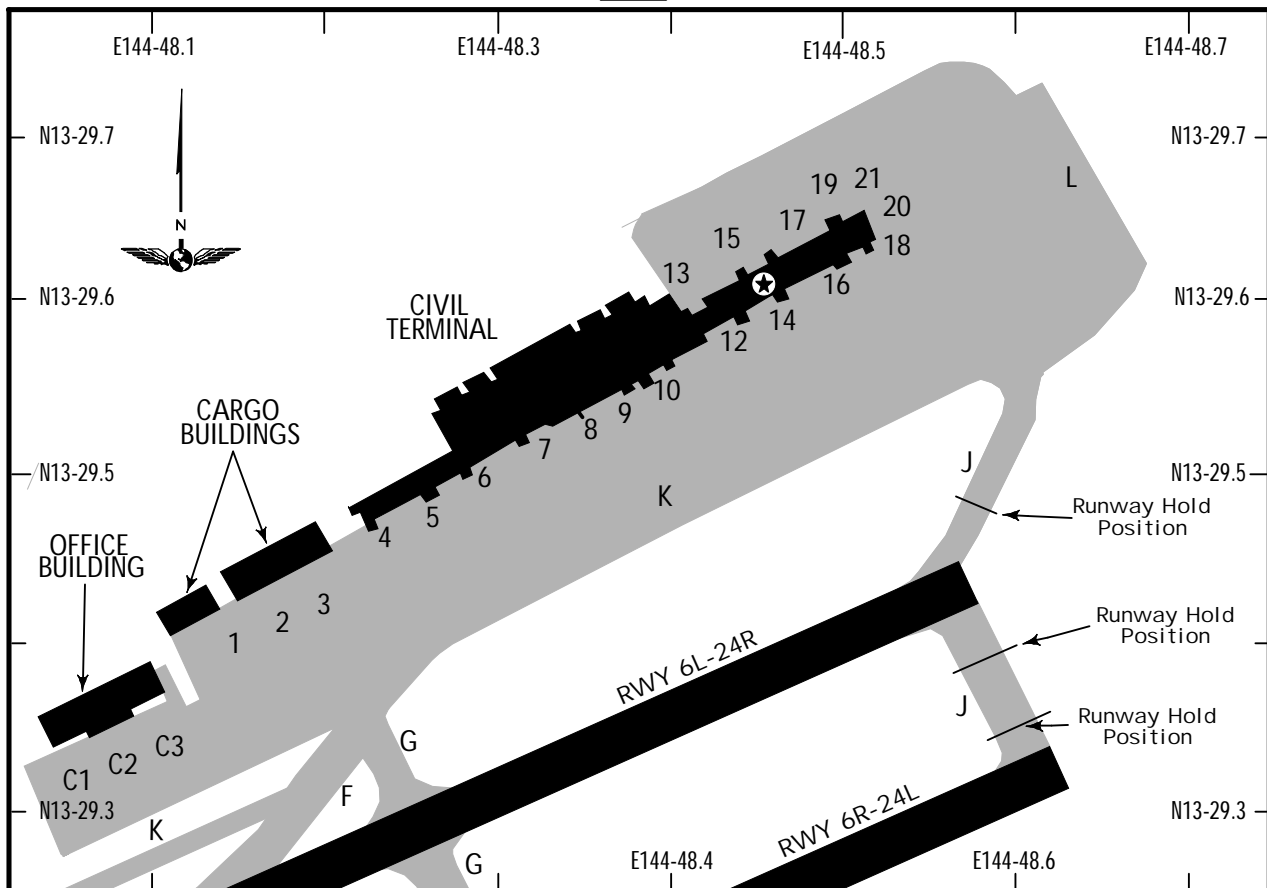 E144-48.1
E144-48.3
E144-48.5
E144-48.7
N13-29.7
N13-29.7
N
L
19
21
20
17
15
18
13
16
14
12
N13-29.6
N13-29.6
CIVIL
TERMINAL
10
9
8
7
6
5
4
CARGO
BUILDINGS
N13-29.5
N13-29.5
K
J
Runway Hold
Position
OFFICE
BUILDING
3
2
1
Runway Hold
Position
RWY 6L-24R
J
Runway Hold
Position
C3
C2
C1
G
F
N13-29.3
N13-29.3
K
RWY 6R-24L
G
E144-48.4
E144-48.6